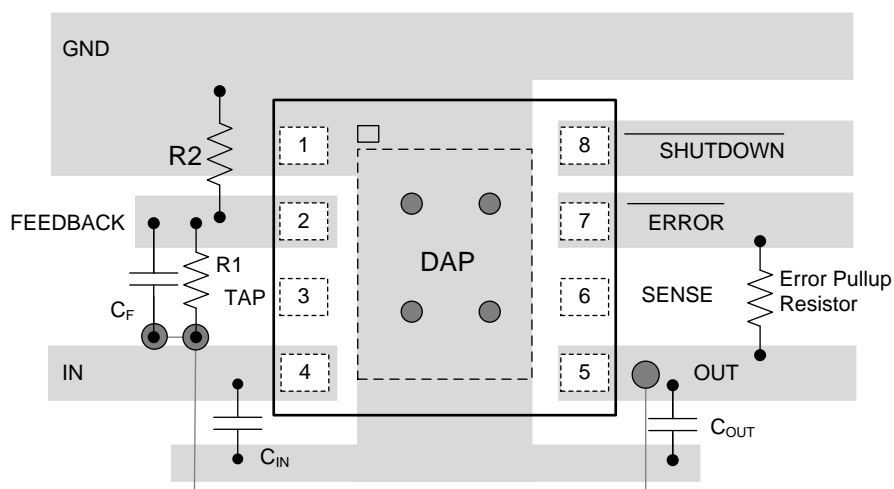 GND
1
8
SHUTDOWN
R2
2
7
ERROR
FEEDBACK
DAP
R1
TAP
3
6
SENSE
Error Pullup
Resistor
CF
IN
4
5
OUT
CIN
COUT